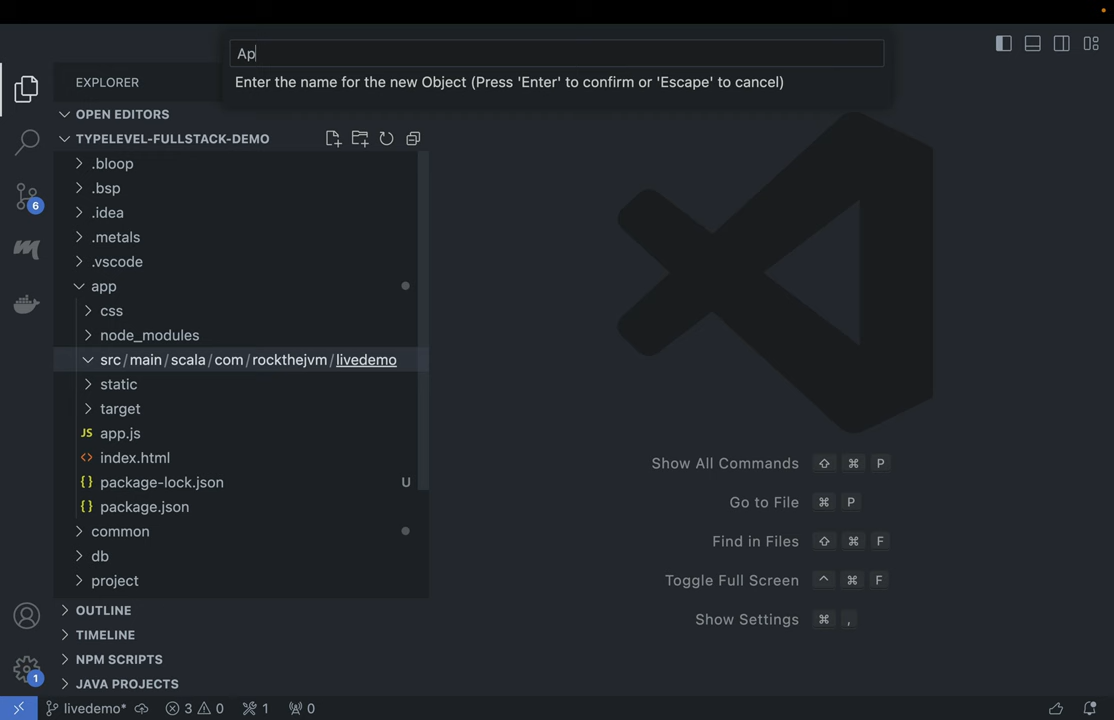 Ap
Enter the name for the new Object (Press 'Enter' to confirm or 'Escape' to cancel)
EXPLORER
OPEN EDITORS
TYPELEVEL-FULLSTACK-DEMO
.bloop
.bsp
.idea
.metals
.vscode
app
css
node_modules
src/main/scala/com/rockthejvm/livedemo
static
target
JS app.js
<> index.html
{} package-lock.json U
{} package.json
common
db
project
OUTLINE
TIMELINE
NPM SCRIPTS
JAVA PROJECTS
6
1
Show All Commands ⇧ ⌘ P
Go to File ⌘ P
Find in Files ⇧ ⌘ F
Toggle Full Screen ^ ⌘ F
Show Settings ⌘ ,
livedemo* 3 0 1 0